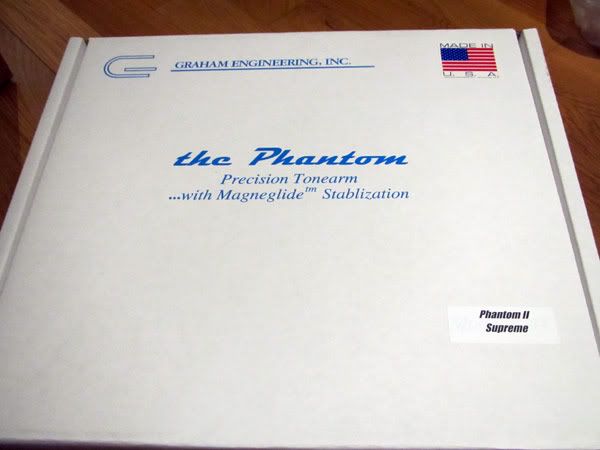 GRAHAM ENGINEERING, INC.
MADE IN
U. S. A.
the Phantom
Precision Tonearm
...with Magneglide™ Stablization
Phantom II
Supreme